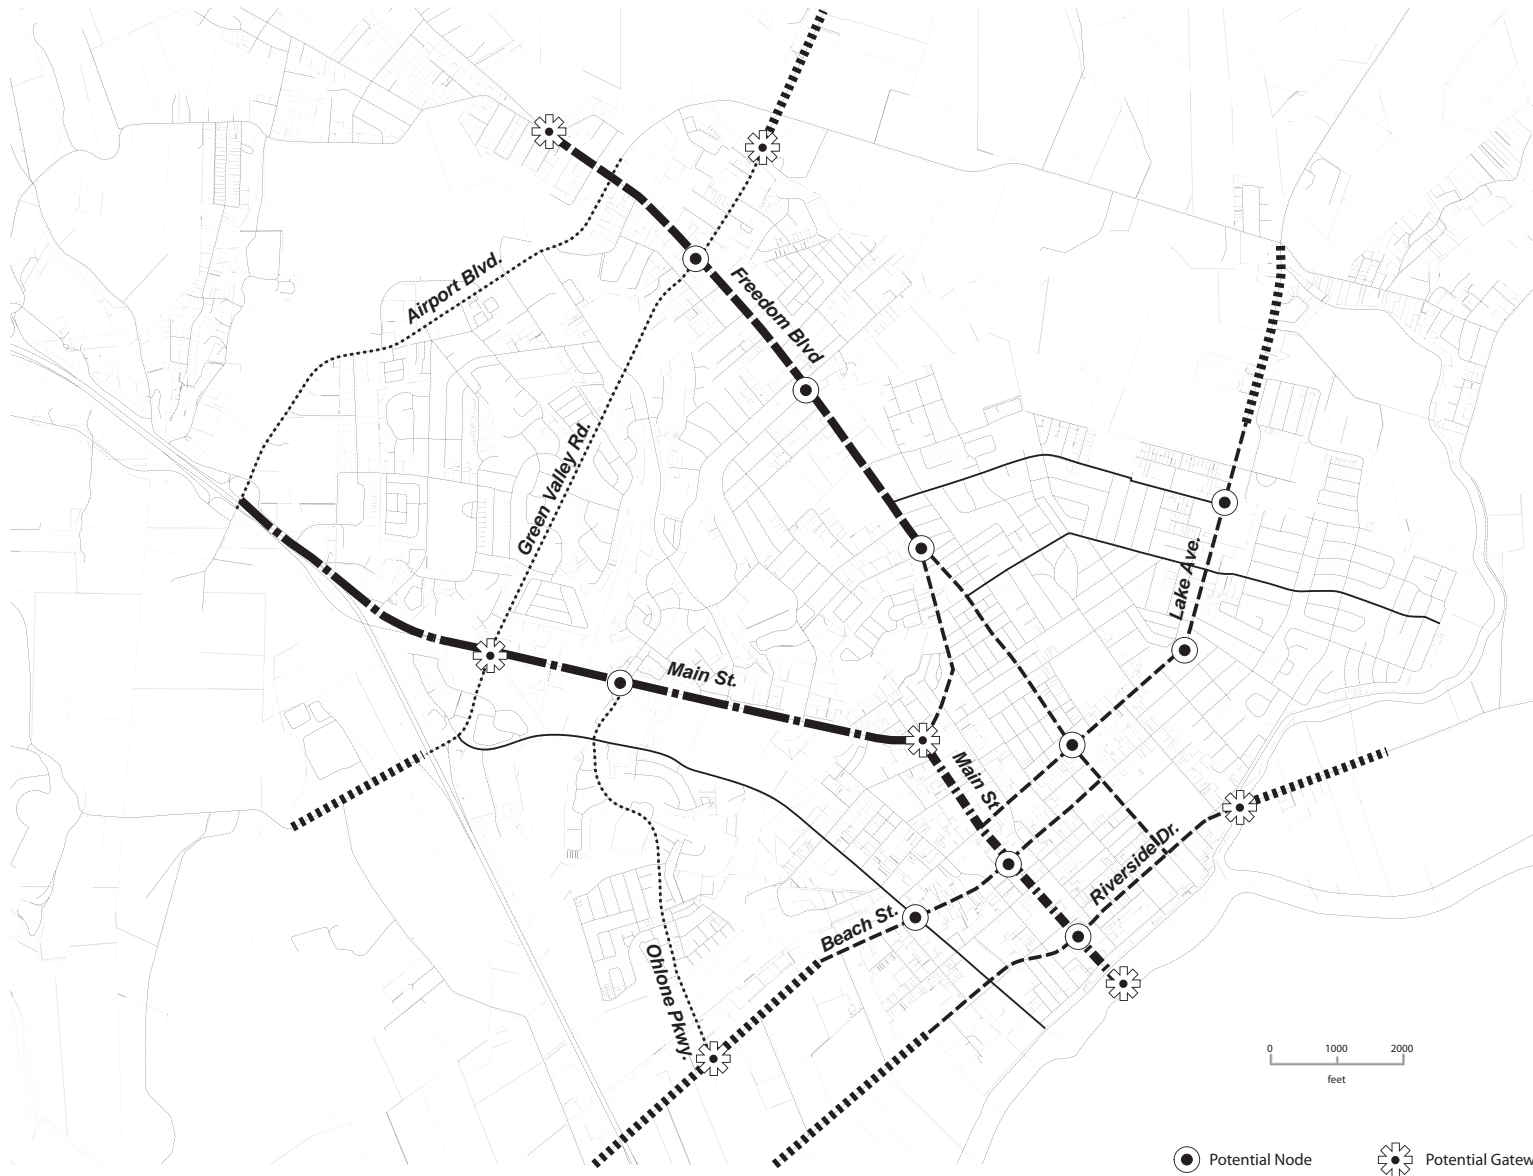 Airport Blvd.
Freedom Blvd
Green Valley Rd.
Lake Ave.
Main St.
Main St
Riverside Dr.
Beach St.
Ohlone Pkwy.
0 1000 2000
feet
Potential Node Potential Gatew